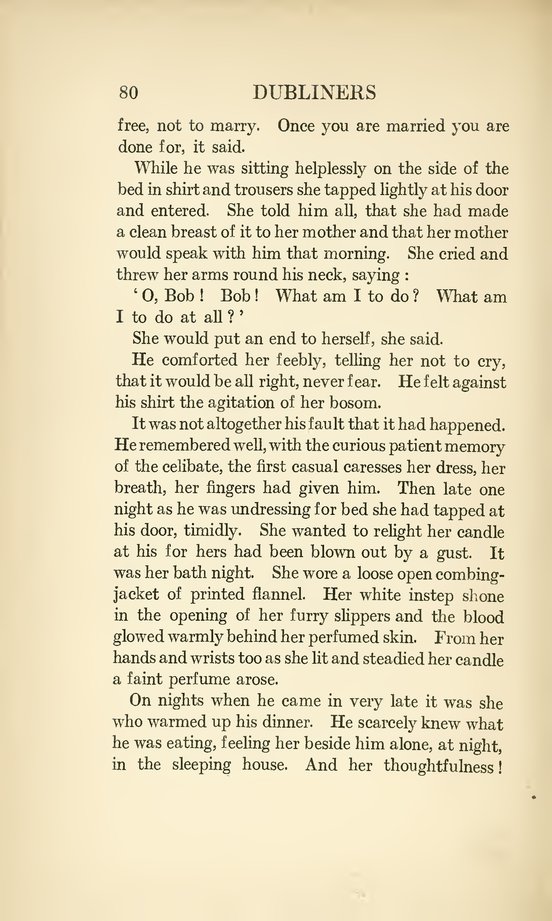 80 DUBLINERS
free, not to marry. Once you are married you are
done for, it said.
While he was sitting helplessly on the side of the
bed in shirt and trousers she tapped lightly at his door
and entered. She told him all, that she had made
a clean breast of it to her mother and that her mother
would speak with him that morning. She cried and
threw her arms round his neck, saying :
‘ O, Bob ! Bob ! What am I to do ? What am
I to do at all ? ’
She would put an end to herself, she said.
He comforted her feebly, telling her not to cry,
that it would be all right, never fear. He felt against
his shirt the agitation of her bosom.
It was not altogether his fault that it had happened.
He remembered well, with the curious patient memory
of the celibate, the first casual caresses her dress, her
breath, her fingers had given him. Then late one
night as he was undressing for bed she had tapped at
his door, timidly. She wanted to relight her candle
at his for hers had been blown out by a gust. It
was her bath night. She wore a loose open combing-
jacket of printed flannel. Her white instep shone
in the opening of her furry slippers and the blood
glowed warmly behind her perfumed skin. From her
hands and wrists too as she lit and steadied her candle
a faint perfume arose.
On nights when he came in very late it was she
who warmed up his dinner. He scarcely knew what
he was eating, feeling her beside him alone, at night,
in the sleeping house. And her thoughtfulness !